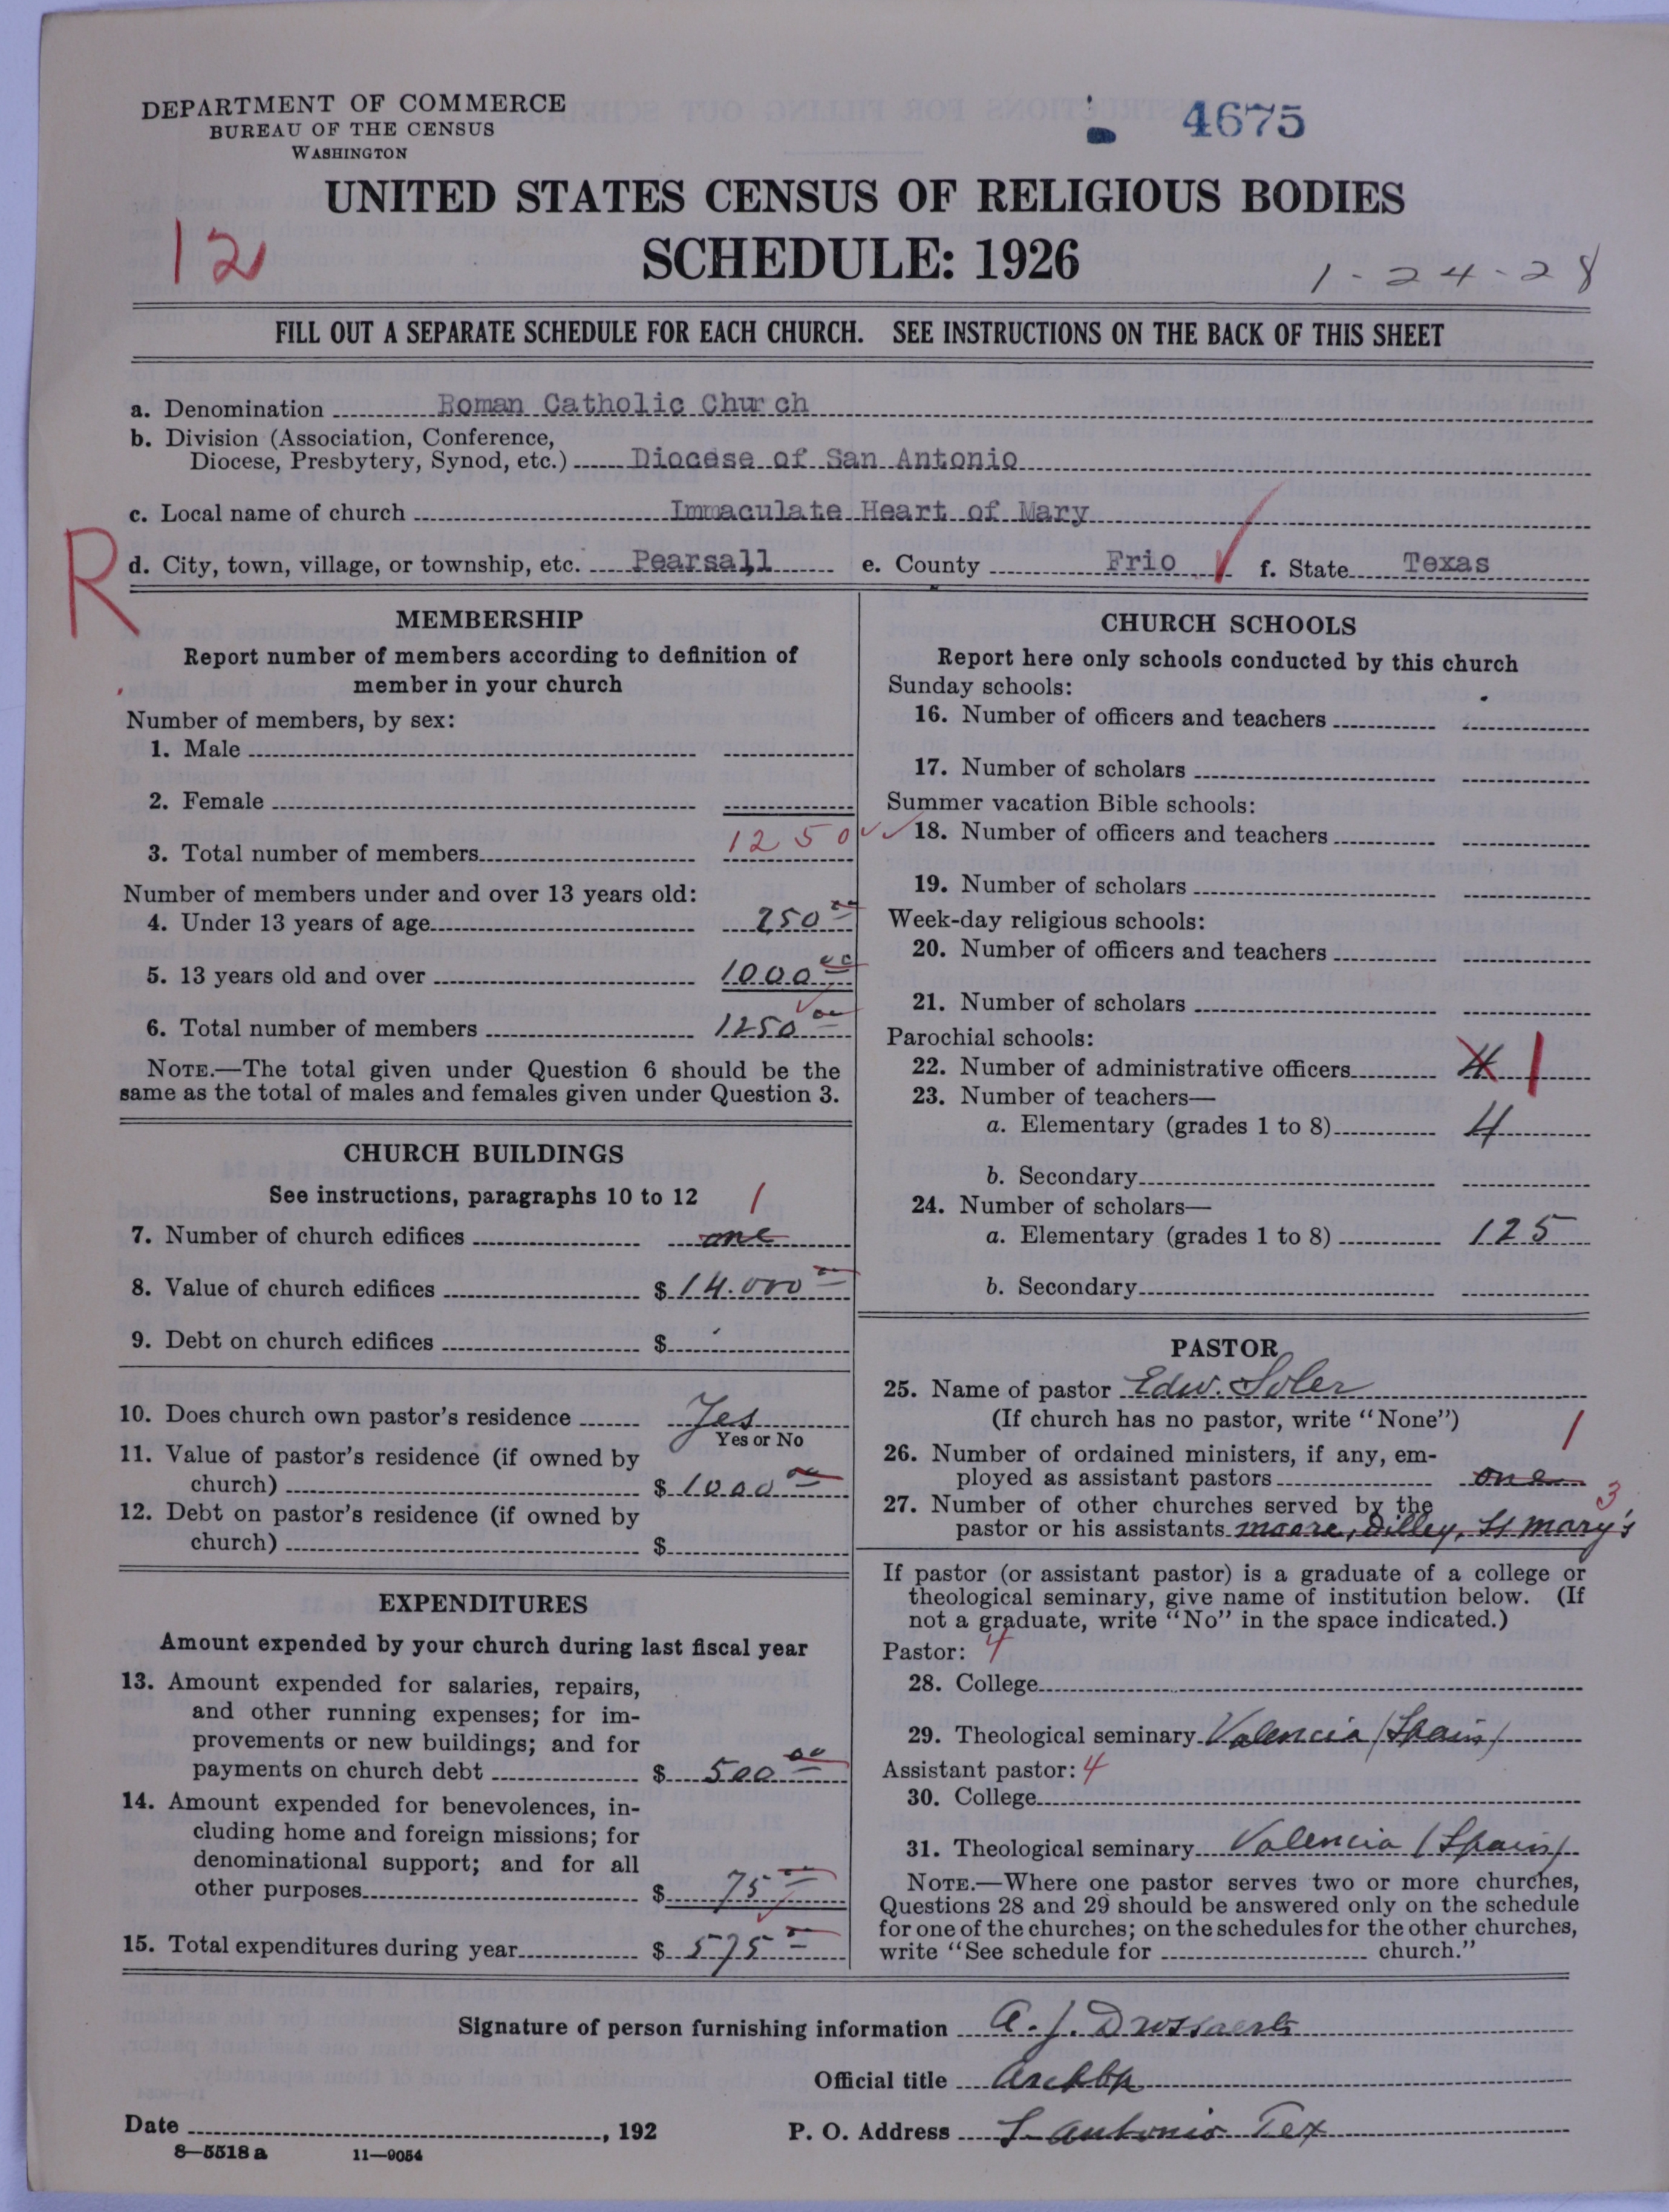 DEPARTMENT OF COMMERCE
BUREAU OF THE CENSUS
WASHINGTON
4675
UNITED STATES CENSUS OF RELIGIOUS BODIES
12
SCHEDULE: 1926
1-24-28
FILL OUT A SEPARATE SCHEDULE FOR EACH CHURCH. SEE INSTRUCTIONS ON THE BACK OF THIS SHEET
a. Denomination Roman Catholic Church
b. Division (Association, Conference,
Diocese, Presbytery, Synod, etc.) Diocese of San Antonio
c. Local name of church Immaculate Heart of Mary
R
d. City, town, village, or township, etc. Pearsall e. County Frio f. State Texas
MEMBERSHIP
Report number of members according to definition of
member in your church
Number of members, by sex:
1. Male
2. Female
3. Total number of members 1250
Number of members under and over 13 years old:
4. Under 13 years of age 250 00
5. 13 years old and over 1000 00
6. Total number of members 1250 00
NOTE.—The total given under Question 6 should be the
same as the total of males and females given under Question 3.
CHURCH BUILDINGS
See instructions, paragraphs 10 to 12
1
7. Number of church edifices one
8. Value of church edifices $ 14.000 00
9. Debt on church edifices $
10. Does church own pastor's residence Yes
Yes or No
11. Value of pastor's residence (if owned by
church) $ 1000 00
12. Debt on pastor's residence (if owned by
church) $
EXPENDITURES
Amount expended by your church during last fiscal year
13. Amount expended for salaries, repairs,
and other running expenses; for im-
provements or new buildings; and for
payments on church debt $ 500 00
14. Amount expended for benevolences, in-
cluding home and foreign missions; for
denominational support; and for all
other purposes $ 75 00
15. Total expenditures during year $ 575 00
CHURCH SCHOOLS
Report here only schools conducted by this church
Sunday schools:
16. Number of officers and teachers
17. Number of scholars
Summer vacation Bible schools:
18. Number of officers and teachers
19. Number of scholars
Week-day religious schools:
20. Number of officers and teachers
21. Number of scholars
Parochial schools:
22. Number of administrative officers 4 1
23. Number of teachers—
a. Elementary (grades 1 to 8) 4
b. Secondary
24. Number of scholars—
a. Elementary (grades 1 to 8) 125
b. Secondary
PASTOR
25. Name of pastor Edw. Soler
(If church has no pastor, write "None")
1
26. Number of ordained ministers, if any, em-
ployed as assistant pastors one
27. Number of other churches served by the 3
pastor or his assistants moore, Dilley, St Mary's
If pastor (or assistant pastor) is a graduate of a college or
theological seminary, give name of institution below. (If
not a graduate, write "No" in the space indicated.)
Pastor: 4
28. College
29. Theological seminary Valencia (Spain)
Assistant pastor: 4
30. College
31. Theological seminary Valencia (Spain)
NOTE.—Where one pastor serves two or more churches,
Questions 28 and 29 should be answered only on the schedule
for one of the churches; on the schedules for the other churches,
write "See schedule for church."
Signature of person furnishing information A. J. Drossaerts
Official title Archbp
Date , 192 P. O. Address S. Antonio Tex
8—5518 a 11—9054